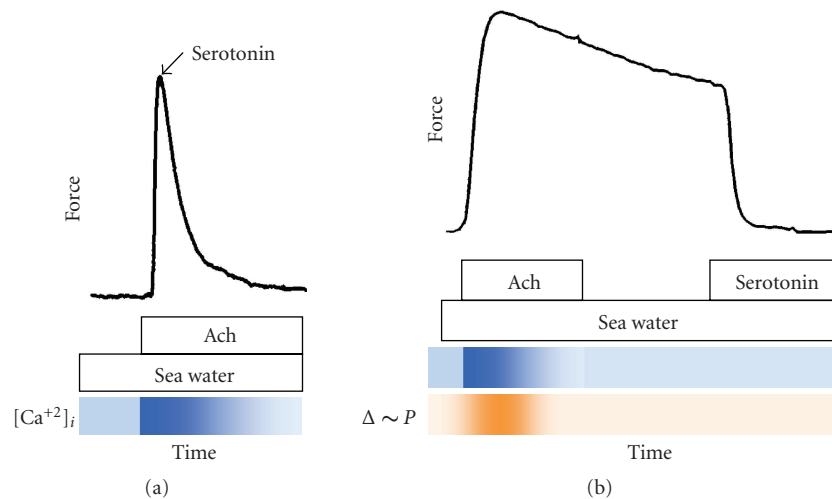 Serotonin
Force
Ach
Sea water
[Ca⁺²]ᵢ
Time
(a)
Force
Ach
Serotonin
Sea water
Δ ∼ P
Time
(b)